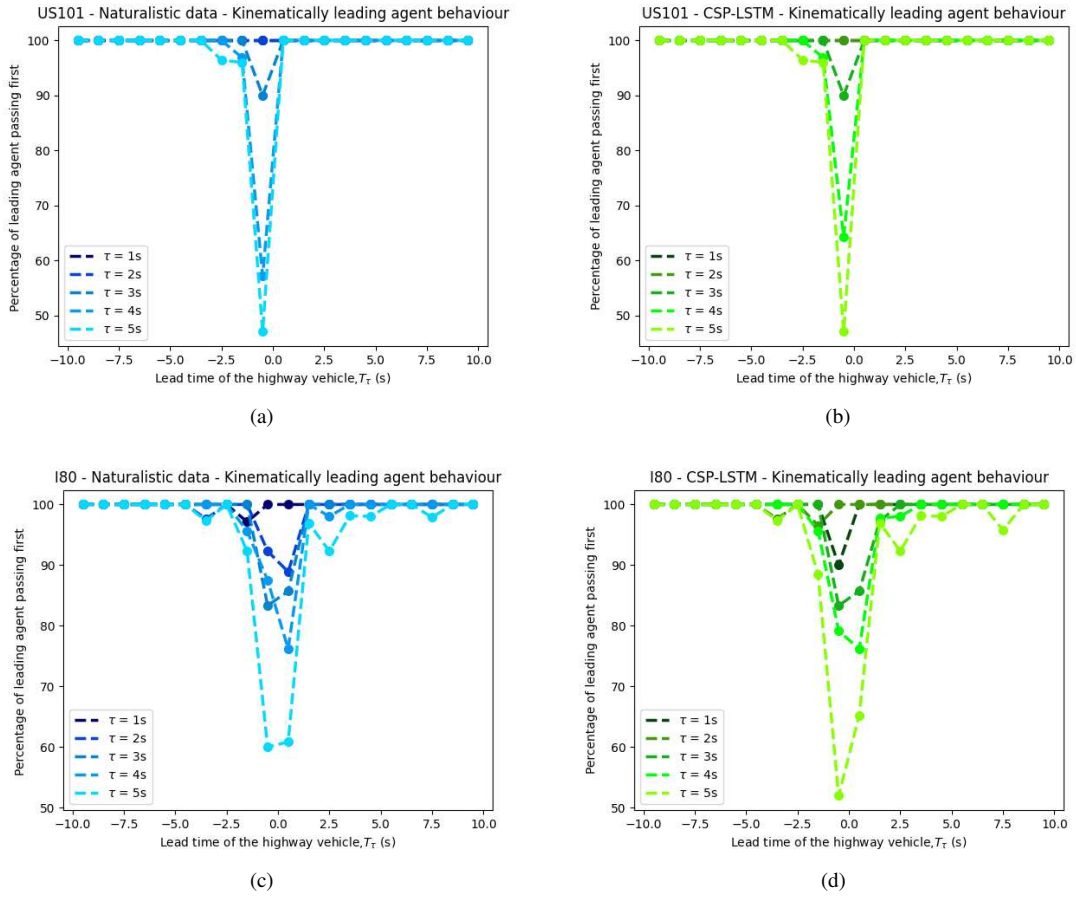 US101 - Naturalistic data - Kinematically leading agent behaviour
100
90
80
70
60
50
Percentage of leading agent passing first
τ = 1s
τ = 2s
τ = 3s
τ = 4s
τ = 5s
−10.0 −7.5 −5.0 −2.5 0.0 2.5 5.0 7.5 10.0
Lead time of the highway vehicle,Tτ (s)
(a)
US101 - CSP-LSTM - Kinematically leading agent behaviour
100
90
80
70
60
50
Percentage of leading agent passing first
τ = 1s
τ = 2s
τ = 3s
τ = 4s
τ = 5s
−10.0 −7.5 −5.0 −2.5 0.0 2.5 5.0 7.5 10.0
Lead time of the highway vehicle,Tτ (s)
(b)
I80 - Naturalistic data - Kinematically leading agent behaviour
100
90
80
70
60
50
Percentage of leading agent passing first
τ = 1s
τ = 2s
τ = 3s
τ = 4s
τ = 5s
−10.0 −7.5 −5.0 −2.5 0.0 2.5 5.0 7.5 10.0
Lead time of the highway vehicle,Tτ (s)
(c)
I80 - CSP-LSTM - Kinematically leading agent behaviour
100
90
80
70
60
50
Percentage of leading agent passing first
τ = 1s
τ = 2s
τ = 3s
τ = 4s
τ = 5s
−10.0 −7.5 −5.0 −2.5 0.0 2.5 5.0 7.5 10.0
Lead time of the highway vehicle,Tτ (s)
(d)